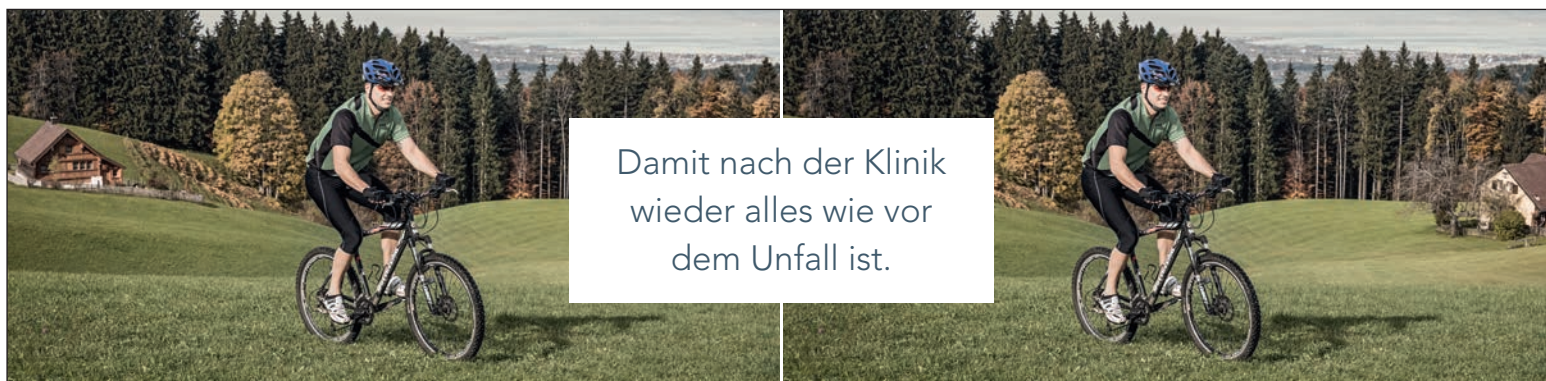 Damit nach der Klinik
wieder alles wie vor
dem Unfall ist.